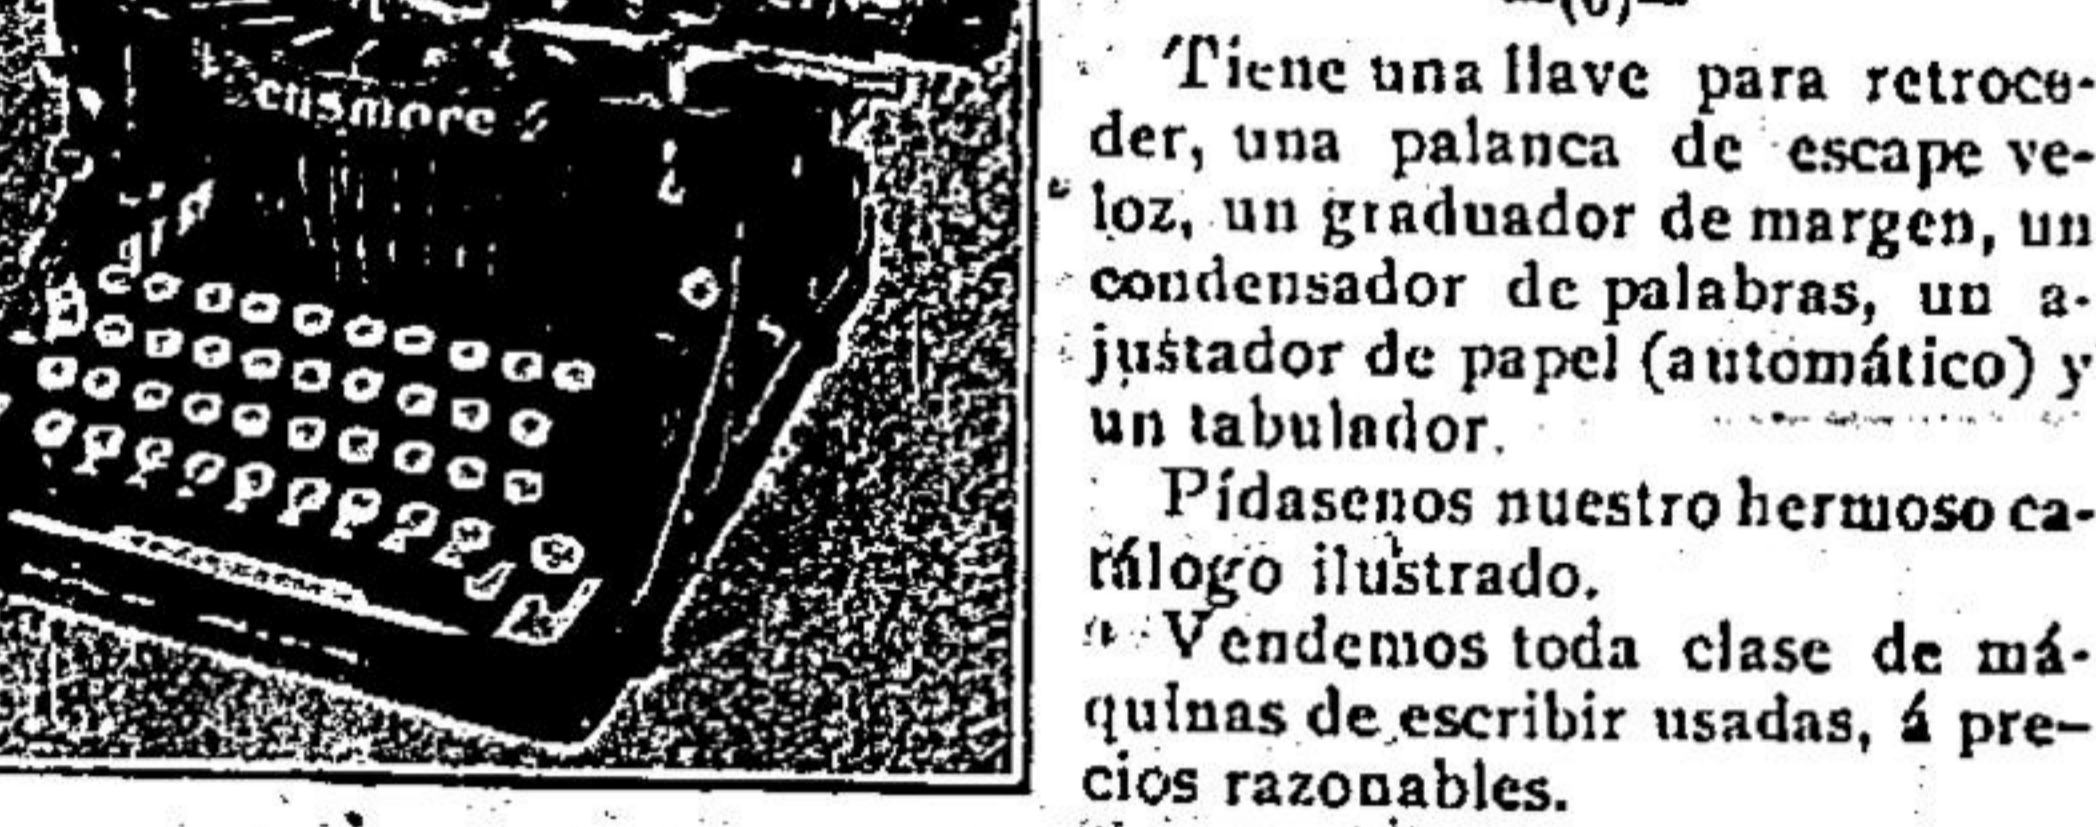 ensmore
—(o)—
Tiene una llave para retroce-
der, una palanca de escape ve-
loz, un graduador de margen, un
condensador de palabras, un a-
justador de papel (automático) y
un tabulador.
Pídasenos nuestro hermoso ca-
tálogo ilustrado.
Vendemos toda clase de má-
quinas de escribir usadas, á pre-
cios razonables.